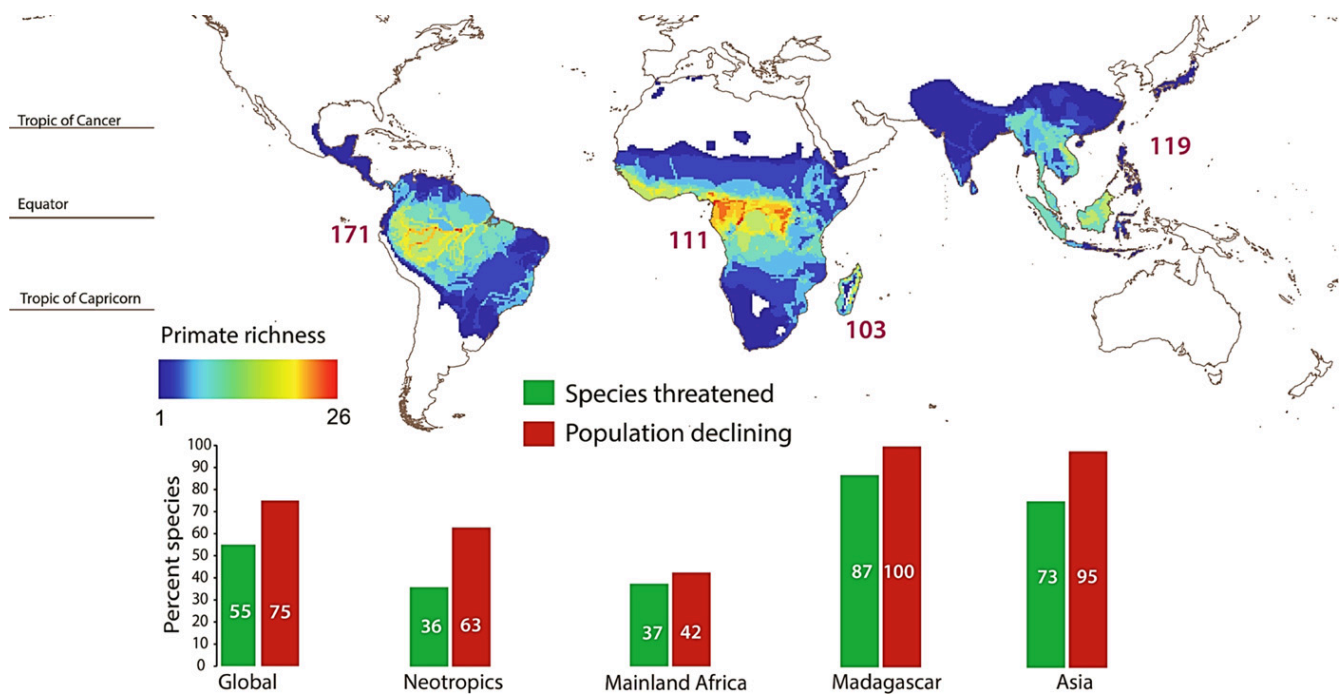 Tropic of Cancer
119
Equator
171
111
Tropic of Capricorn
103
Primate richness
1 26
Species threatened
Population declining
Percent species
100
90
80
70
60
50
40
30
20
10
0
55 75
36 63
37 42
87 100
73 95
Global Neotropics Mainland Africa Madagascar Asia